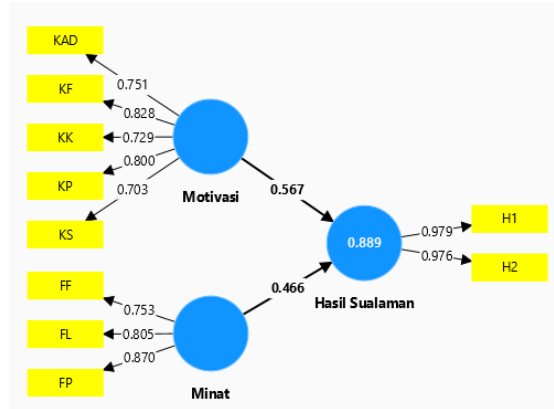 KAD
0.751
KF
0.828
KK
0.729
KP
0.800
KS
0.703
Motivasi
0.567
FF
0.753
FL
0.805
FP
0.870
Minat
0.466
0.889
Hasil Sualaman
0.979
H1
0.976
H2